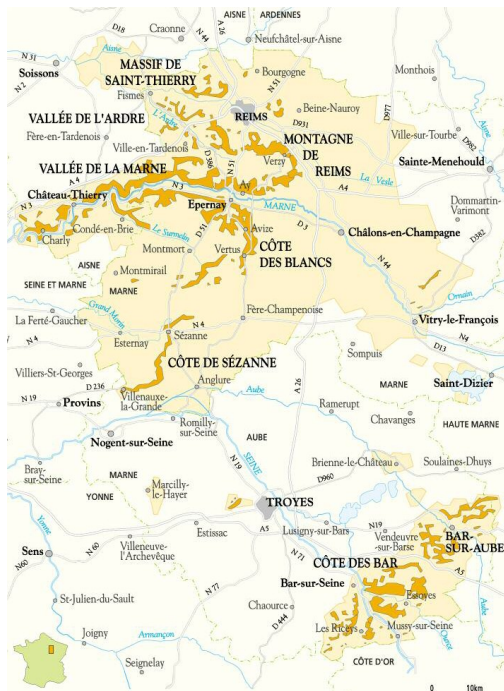 AISNE
ARDENNES
D18
Craonne
A 26
N 44
Neufchâtel-sur-Aisne
N 31
Soissons
Aisne
N 2
MASSIF DE
SAINT-THIERRY
Bourgogne
N 51
Monthois
Fismes
VALLÉE DE L'ARDRE
L'Ardre
REIMS
Beine-Nauroy
D931
D977
Ville-sur-Tourbe
D982
Fère-en-Tardenois
Ville-en-Tardenois
D 386
N 51
MONTAGNE
DE
REIMS
Verzy
Sainte-Menehould
VALLÉE DE LA MARNE
A 4
La Vesle
A4
Château-Thierry
N 3
N 3
Ay
Epernay
MARNE
D 3
Dommartin-
Varimont
D382
Charly
Condé-en-Brie
Le Surmelin
D 51
Avize
Châlons-en-Champagne
Montmort
Vertus
CÔTE
DES BLANCS
N 44
AISNE
Montmirail
SEINE ET MARNE
MARNE
Grand Morin
Ornain
La Ferté-Gaucher
Fère-Champenoise
Vitry-le-François
N 4
Esternay
Sézanne
N 4
N4
D13
Sompuis
CÔTE DE SÉZANNE
Villiers-St-Georges
D 236
Anglure
A 26
MARNE
Saint-Dizier
N 19
Provins
Villenauxe-
la-Grande
Aube
Ramerupt
Chavanges
HAUTE MARNE
Romilly-
sur-Seine
Nogent-sur-Seine
AUBE
N 19
SEINE
Brienne-le-Château
Soulaines-Dhuys
Bray-
sur-Seine
MARNE
Marcilly-
le-Hayer
D960
YONNE
Yonne
TROYES
Estissac
A5
Lusigny-sur-Bars
N19
Vendeuvre
-sur-Barse
BAR-
SUR-AUBE
Sens
N60
N 60
Villeneuve-
l'Archevêque
N 71
CÔTE DES BAR
A5
Bar-sur-Seine
N 77
St-Julien-du-Sault
Chaource
Essoyes
Aube
D 444
Les Riceys
Mussy-sur-Seine
Ource
Joigny
Armançon
Seignelay
CÔTE D'OR
0 10km